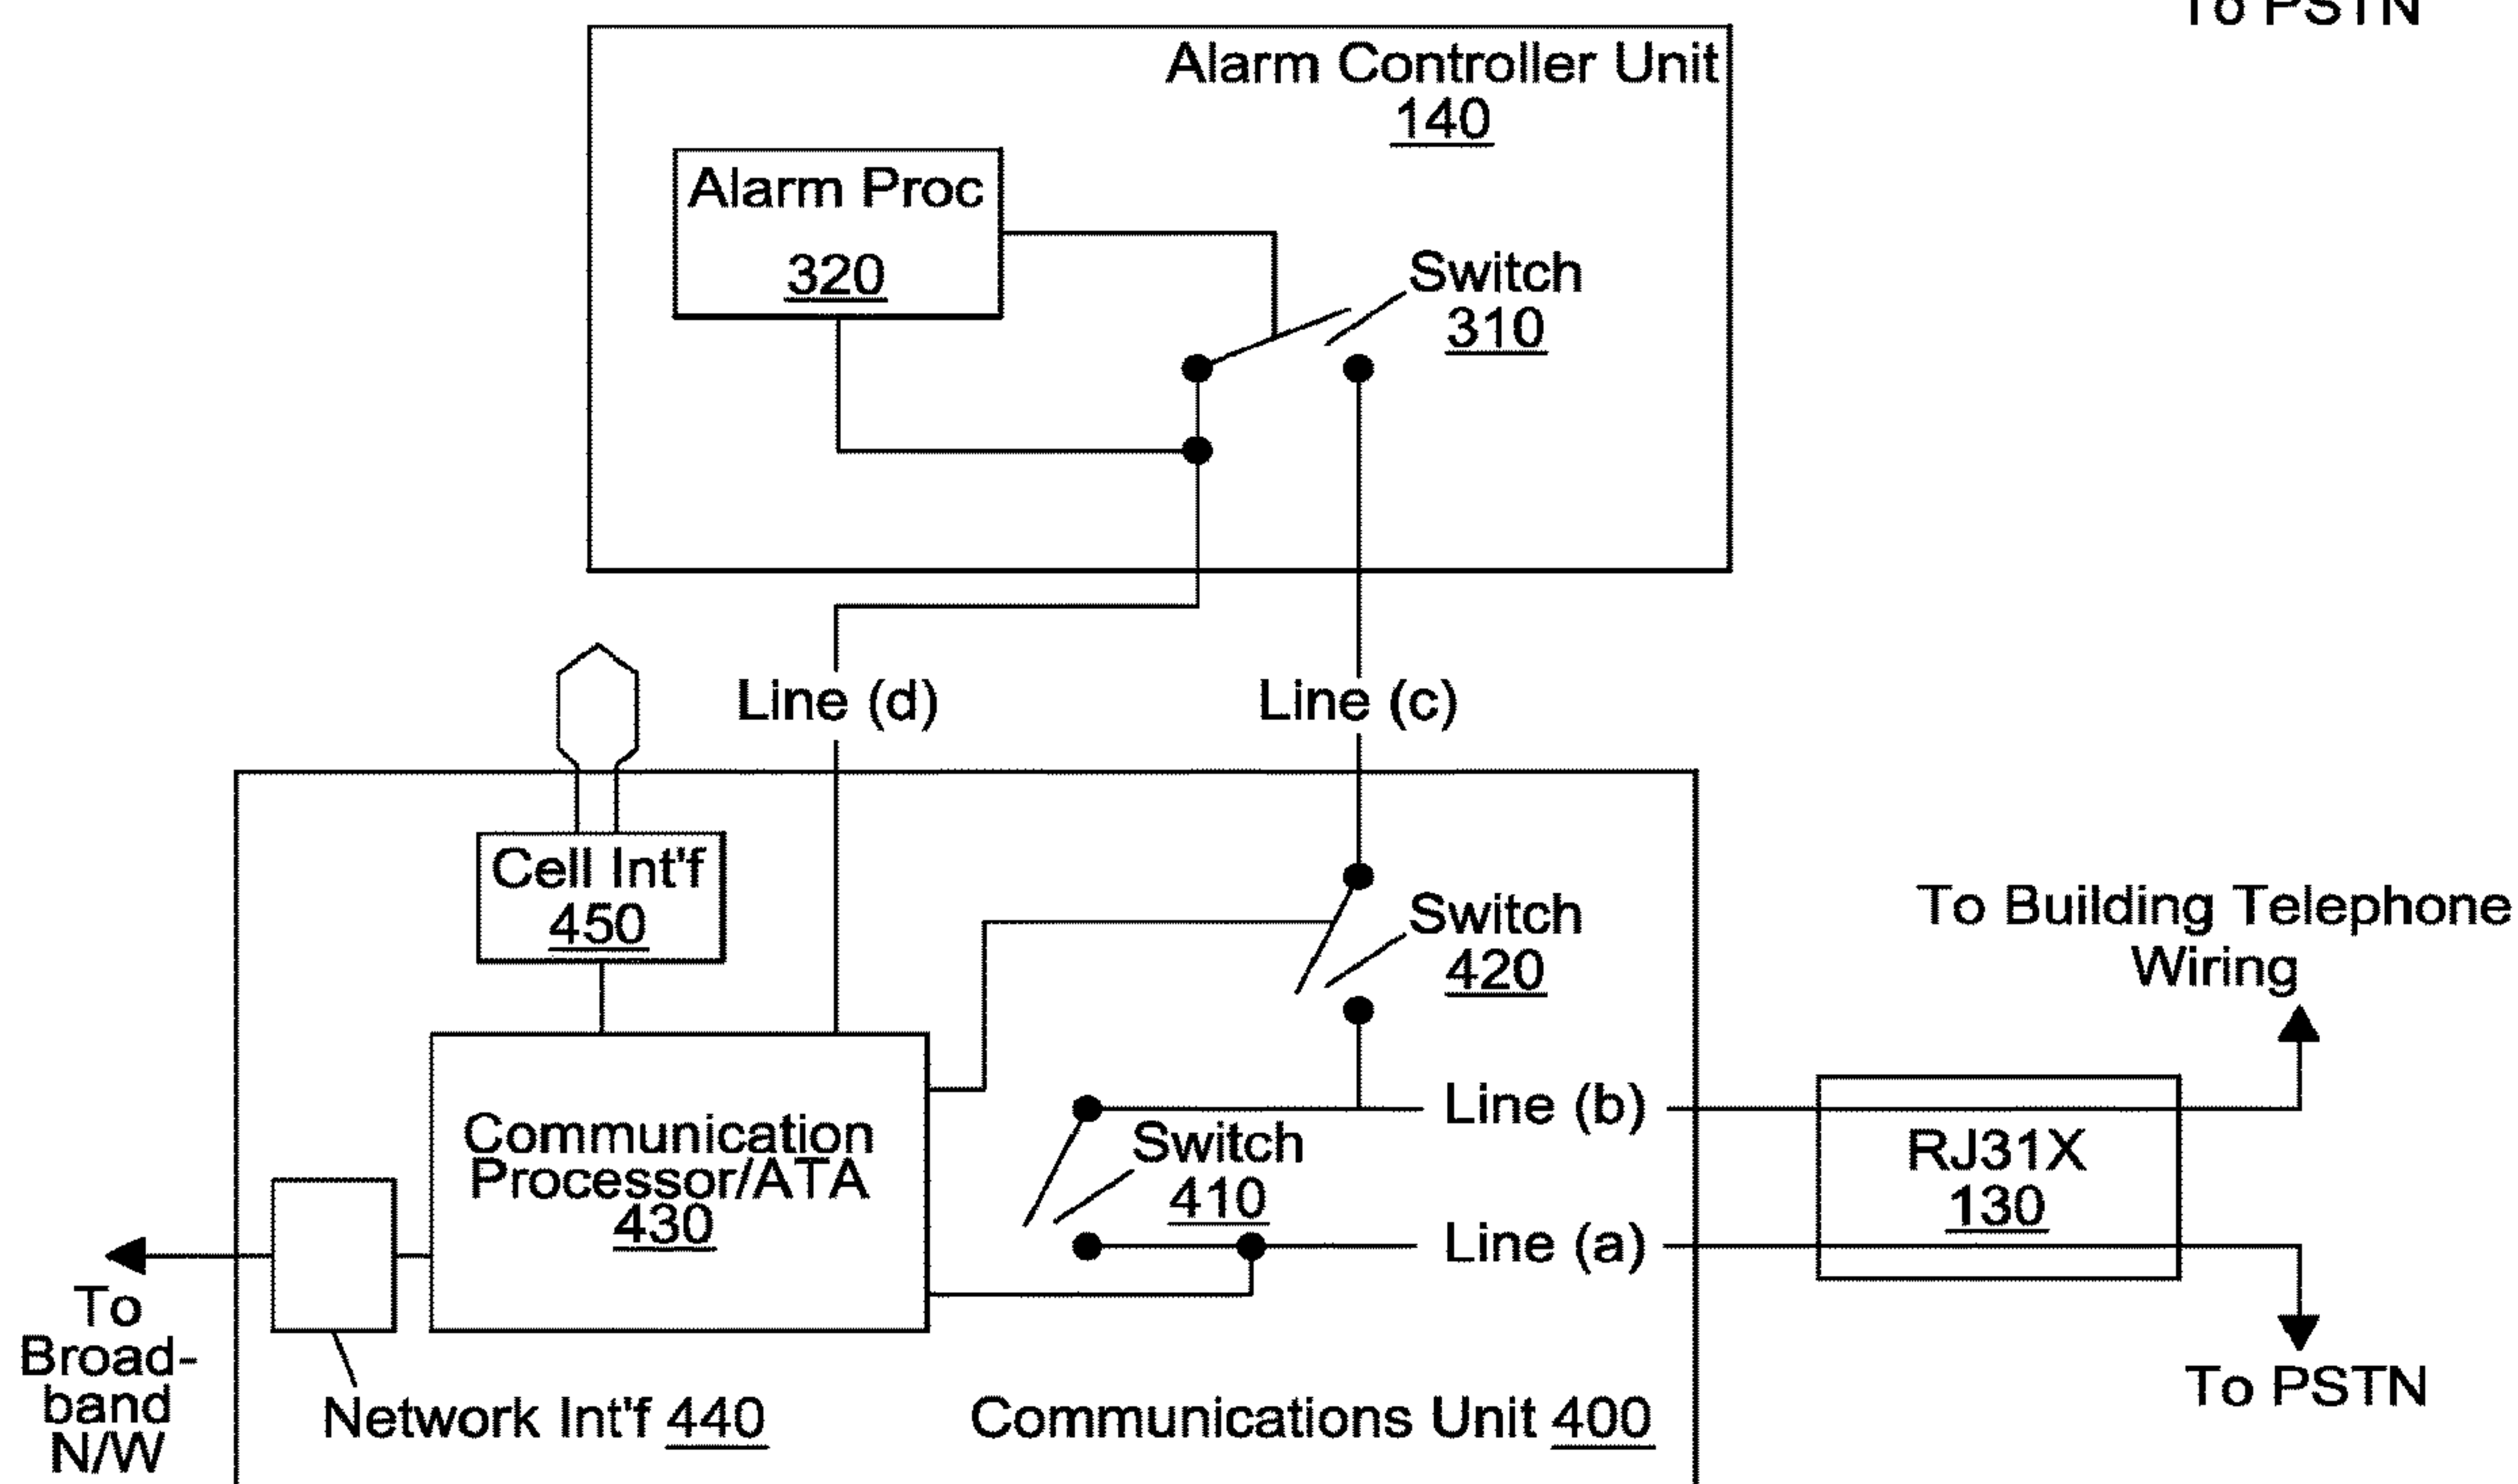 To PSTN
Alarm Controller Unit
140
Alarm Proc
320
Switch
310
Line (d)
Line (c)
Cell Int'f
450
Switch
420
To Building Telephone
Wiring
Communication
Processor/ATA
430
Switch
410
Line (b)
Line (a)
RJ31X
130
To
Broad-
band
N/W
Network Int'f 440
Communications Unit 400
To PSTN